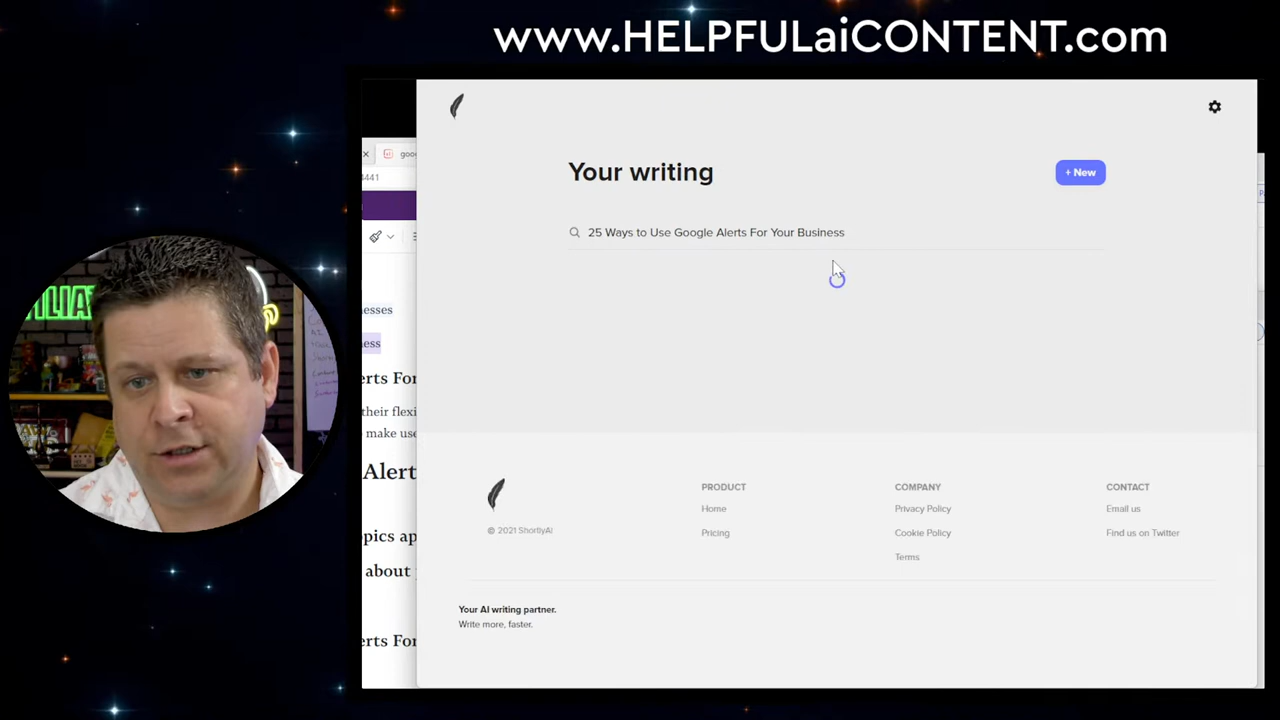 www.HELPFULaiCONTENT.com
goo
4441
Your writing
+ New
25 Ways to Use Google Alerts For Your Business
esses
ess
erts For
their flexi
make use
Alert
pics ap
about
erts For
PRODUCT
COMPANY
CONTACT
Home
Privacy Policy
Email us
© 2021 ShortlyAI
Pricing
Cookie Policy
Find us on Twitter
Terms
Your AI writing partner.
Write more, faster.